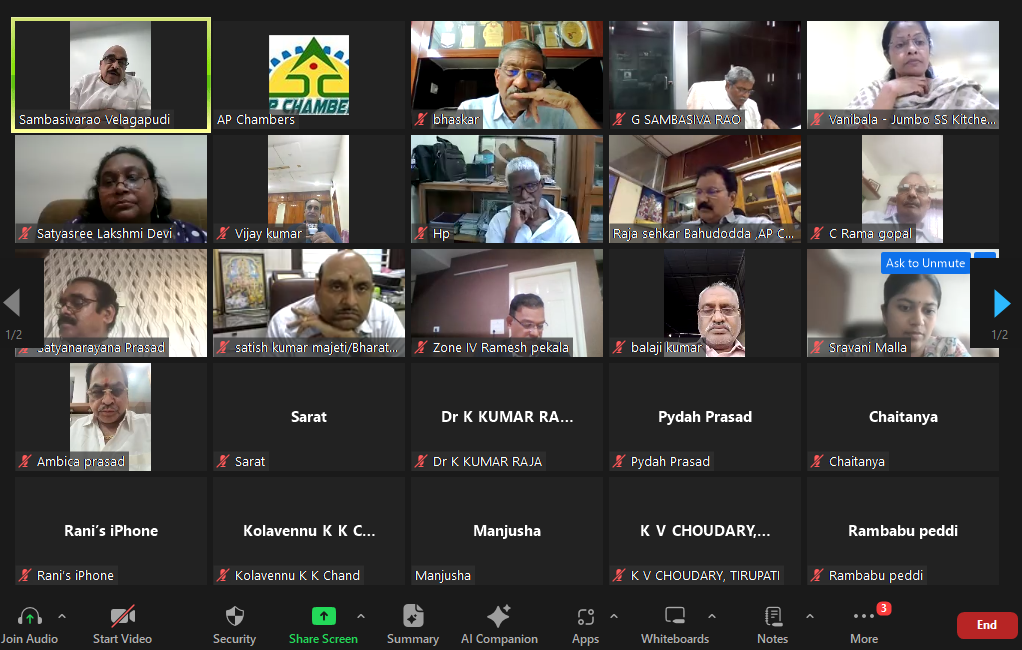 Sambasivarao Velagapudi
P CHAMBE
AP Chambers
bhaskar
G SAMBASIVA RAO
Vanibala - Jumbo SS Kitche...
Satyasree Lakshmi Devi
Vijay kumar
Hp
Raja sehkar Bahudodda ,AP C...
C Rama gopal
1/2
Satyanarayana Prasad
satish kumar majeti/Bharat...
Zone IV Ramesh pekala
balaji kumar
Ask to Unmute
Sravani Malla
1/2
Ambica prasad
Sarat
Sarat
Dr K KUMAR RA...
Dr K KUMAR RAJA
Pydah Prasad
Pydah Prasad
Chaitanya
Chaitanya
Rani's iPhone
Rani's iPhone
Kolavennu K K C...
Kolavennu K K Chand
Manjusha
Manjusha
K V CHOUDARY,...
K V CHOUDARY, TIRUPATI
Rambabu peddi
Rambabu peddi
Join Audio
Start Video
Security
Share Screen
Summary
AI Companion
Apps
Whiteboards
Notes
3
More
End